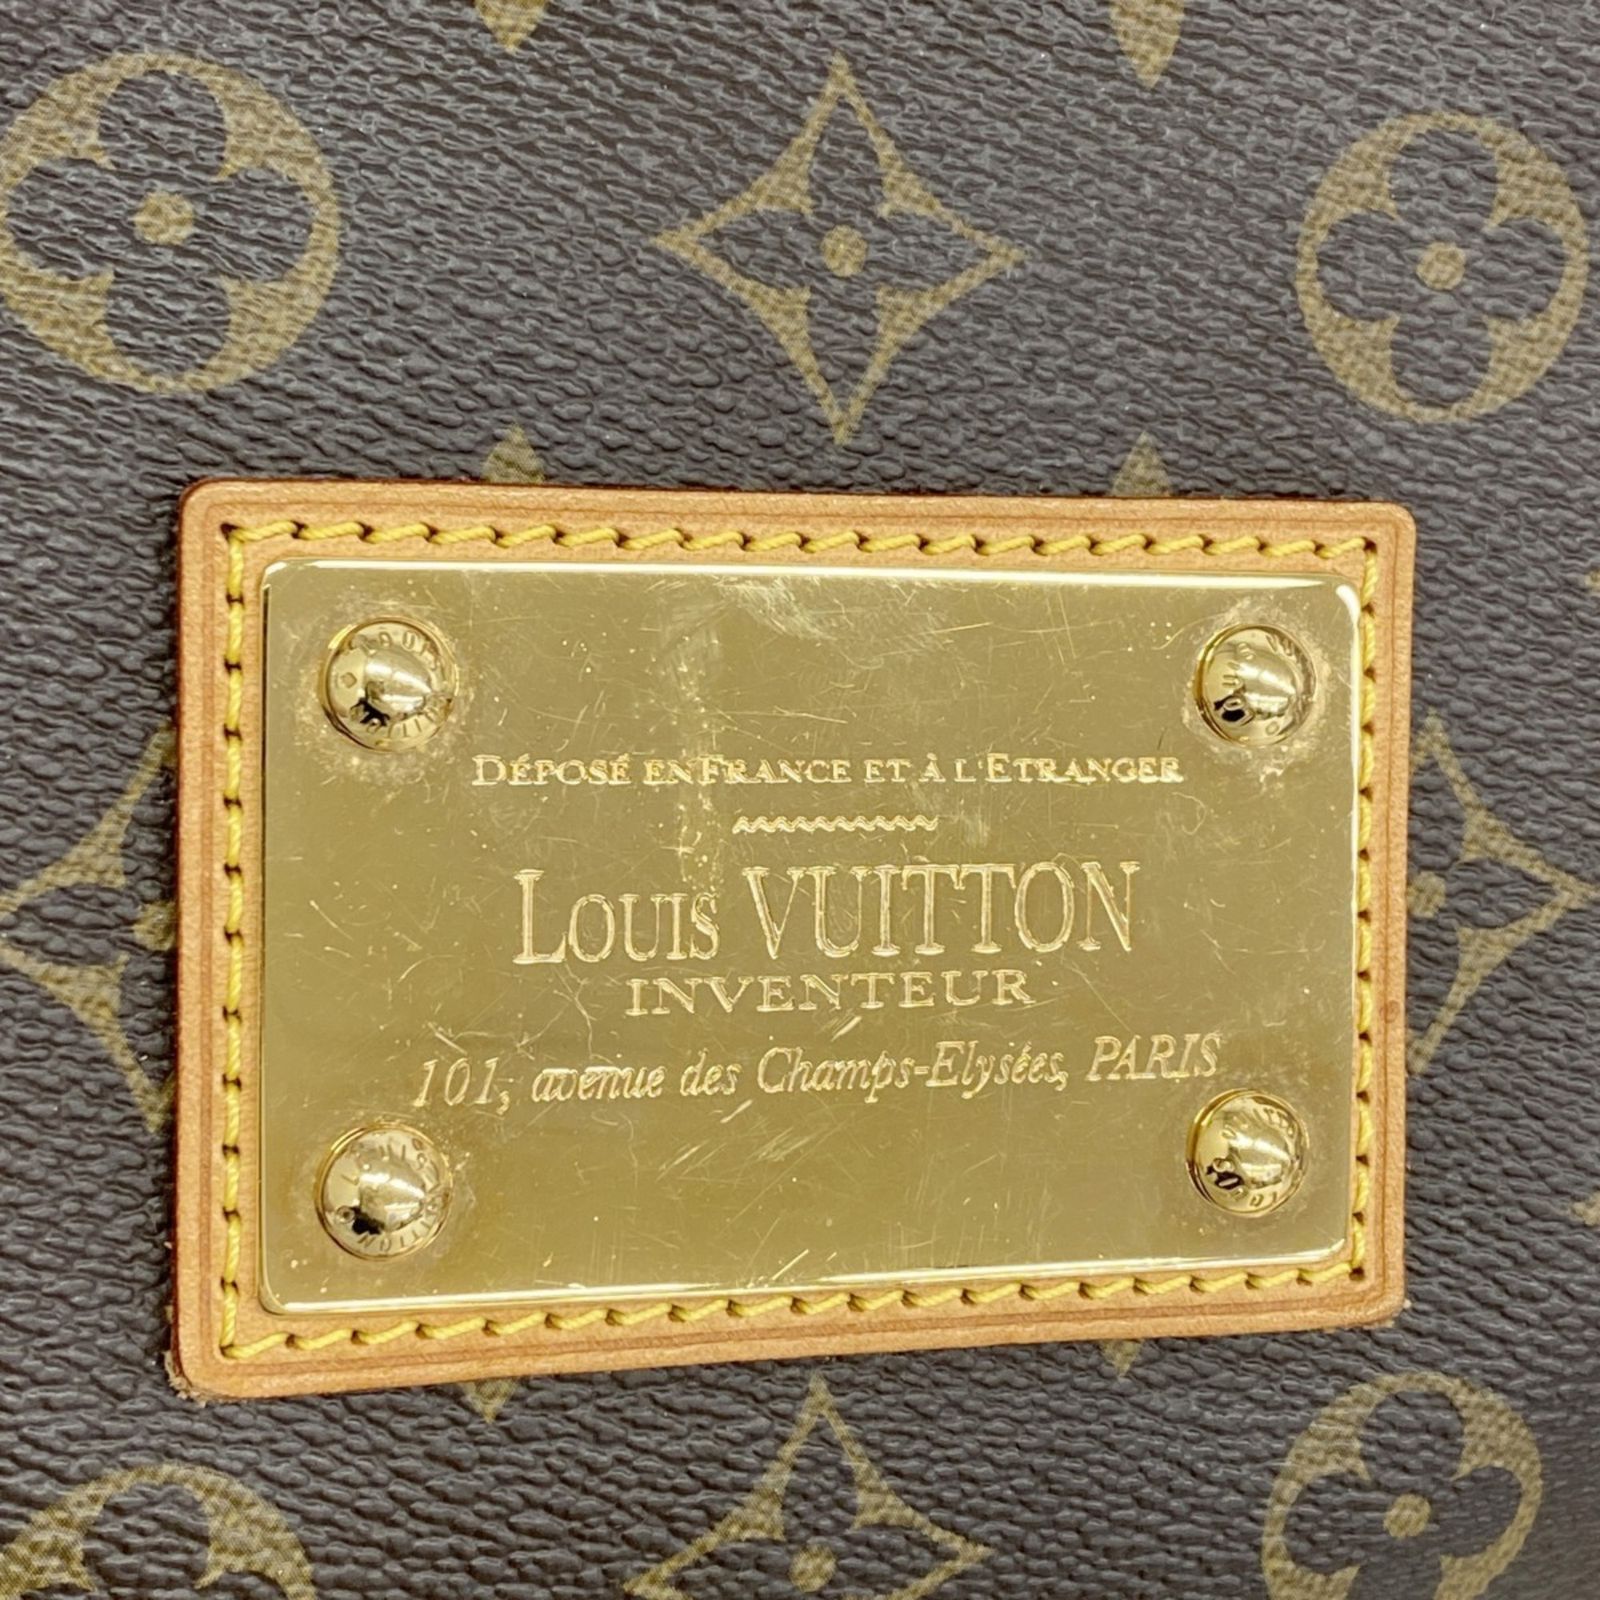 DÉPOSÉ EN FRANCE ET À L'ETRANGER
LOUIS VUITTON
INVENTEUR
101, avenue des Champs-Elysées, PARIS